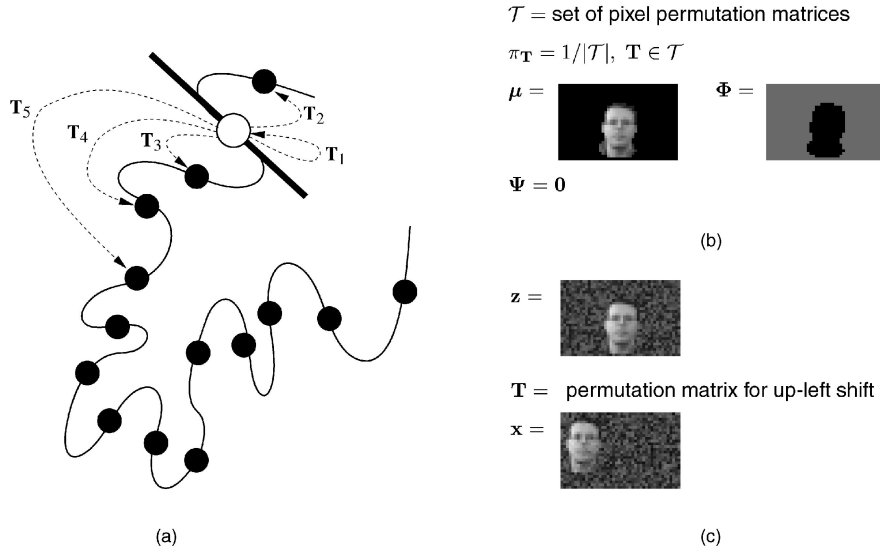 T₅
T₄
T₃
T₂
T₁
(a)
𝒯 = set of pixel permutation matrices
π_T = 1/|𝒯|, T ∈ 𝒯
μ =
Φ =
Ψ = 0
(b)
z =
T = permutation matrix for up-left shift
x =
(c)